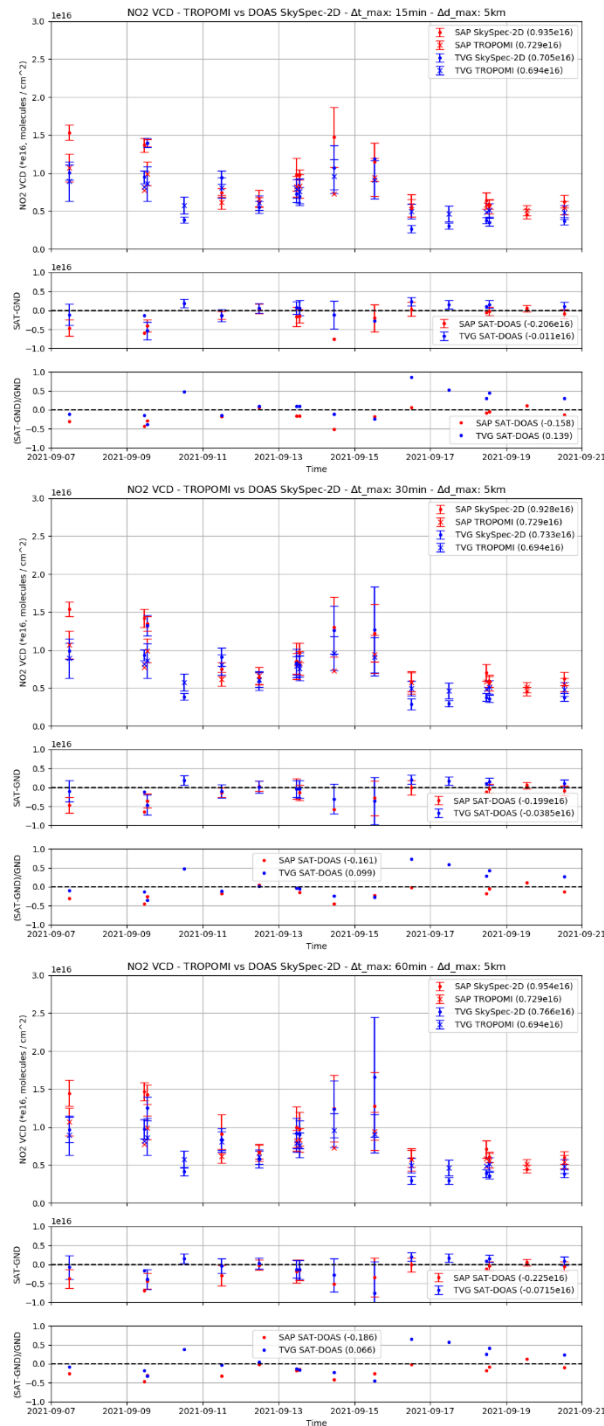 NO2 VCD - TROPOMI vs DOAS SkySpec-2D - Δt_max: 15min - Δd_max: 5km
1e16
3.0
2.5
2.0
1.5
1.0
0.5
0.0
NO2 VCD (*e16, molecules / cm^2)
SAP SkySpec-2D (0.935e16)
SAP TROPOMI (0.729e16)
TVG SkySpec-2D (0.705e16)
TVG TROPOMI (0.694e16)
1e16
1.0
0.5
0.0
−0.5
−1.0
SAT-GND
SAP SAT-DOAS (-0.206e16)
TVG SAT-DOAS (-0.011e16)
1.0
0.5
0.0
−0.5
−1.0
(SAT-GND)/GND
SAP SAT-DOAS (-0.158)
TVG SAT-DOAS (0.139)
2021-09-07 2021-09-09 2021-09-11 2021-09-13 2021-09-15 2021-09-17 2021-09-19 2021-09-21
Time
NO2 VCD - TROPOMI vs DOAS SkySpec-2D - Δt_max: 30min - Δd_max: 5km
1e16
3.0
2.5
2.0
1.5
1.0
0.5
0.0
NO2 VCD (*e16, molecules / cm^2)
SAP SkySpec-2D (0.928e16)
SAP TROPOMI (0.729e16)
TVG SkySpec-2D (0.733e16)
TVG TROPOMI (0.694e16)
1e16
1.0
0.5
0.0
−0.5
−1.0
SAT-GND
SAP SAT-DOAS (-0.199e16)
TVG SAT-DOAS (-0.0385e16)
1.0
0.5
0.0
−0.5
−1.0
(SAT-GND)/GND
SAP SAT-DOAS (-0.161)
TVG SAT-DOAS (0.099)
2021-09-07 2021-09-09 2021-09-11 2021-09-13 2021-09-15 2021-09-17 2021-09-19 2021-09-21
Time
NO2 VCD - TROPOMI vs DOAS SkySpec-2D - Δt_max: 60min - Δd_max: 5km
1e16
3.0
2.5
2.0
1.5
1.0
0.5
0.0
NO2 VCD (*e16, molecules / cm^2)
SAP SkySpec-2D (0.954e16)
SAP TROPOMI (0.729e16)
TVG SkySpec-2D (0.766e16)
TVG TROPOMI (0.694e16)
1e16
1.0
0.5
0.0
−0.5
−1.0
SAT-GND
SAP SAT-DOAS (-0.225e16)
TVG SAT-DOAS (-0.0715e16)
1.0
0.5
0.0
−0.5
−1.0
(SAT-GND)/GND
SAP SAT-DOAS (-0.186)
TVG SAT-DOAS (0.066)
2021-09-07 2021-09-09 2021-09-11 2021-09-13 2021-09-15 2021-09-17 2021-09-19 2021-09-21
Time